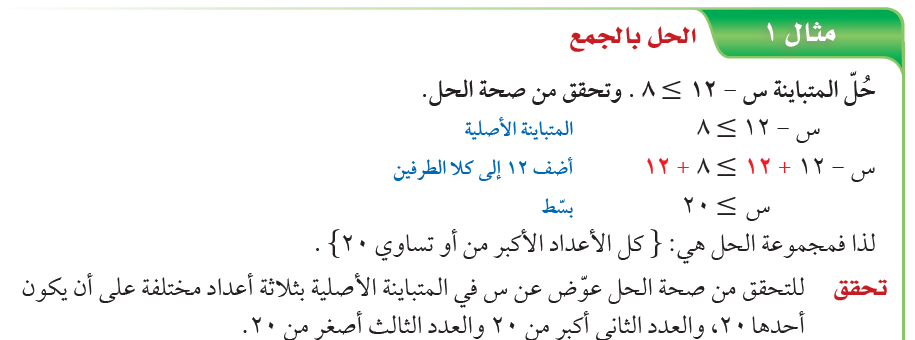 مثال ١ الحل بالجمع
حُلّ المتباينة س – ١٢ ≥ ٨ . وتحقق من صحة الحل.
س – ١٢ ≥ ٨ المتباينة الأصلية
س – ١٢ + ١٢ ≥ ٨ + ١٢ أضف ١٢ إلى كلا الطرفين
س ≥ ٢٠ بسّط
لذا فمجموعة الحل هي: {كل الأعداد الأكبر من أو تساوي ٢٠} .
تحقق للتحقق من صحة الحل عوّض عن س في المتباينة الأصلية بثلاثة أعداد مختلفة على أن يكون
أحدها ٢٠، والعدد الثاني أكبر من ٢٠ والعدد الثالث أصغر من ٢٠.